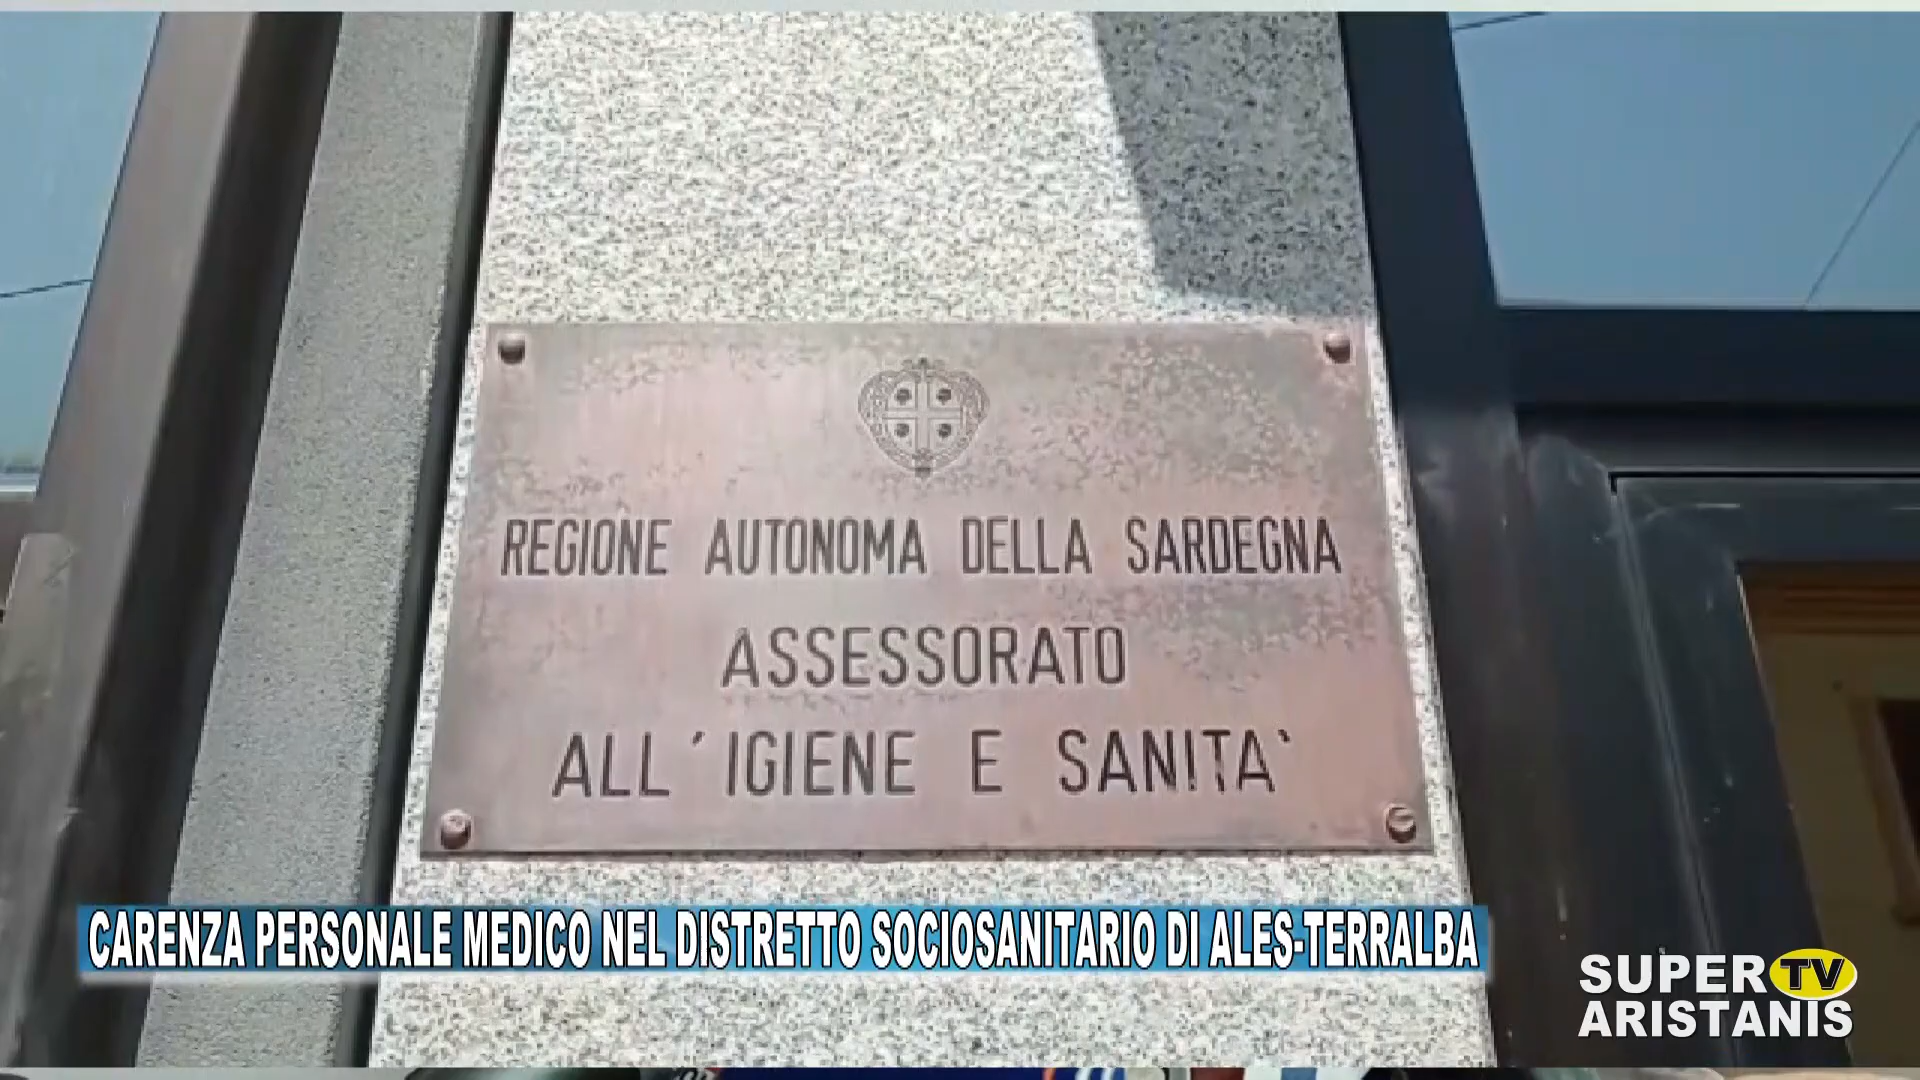 REGIONE AUTONOMA DELLA SARDEGNA
ASSESSORATO
ALL'IGIENE E SANITA'
CARENZA PERSONALE MEDICO NEL DISTRETTO SOCIOSANITARIO DI ALES-TERRALBA
SUPER TV
ARISTANIS